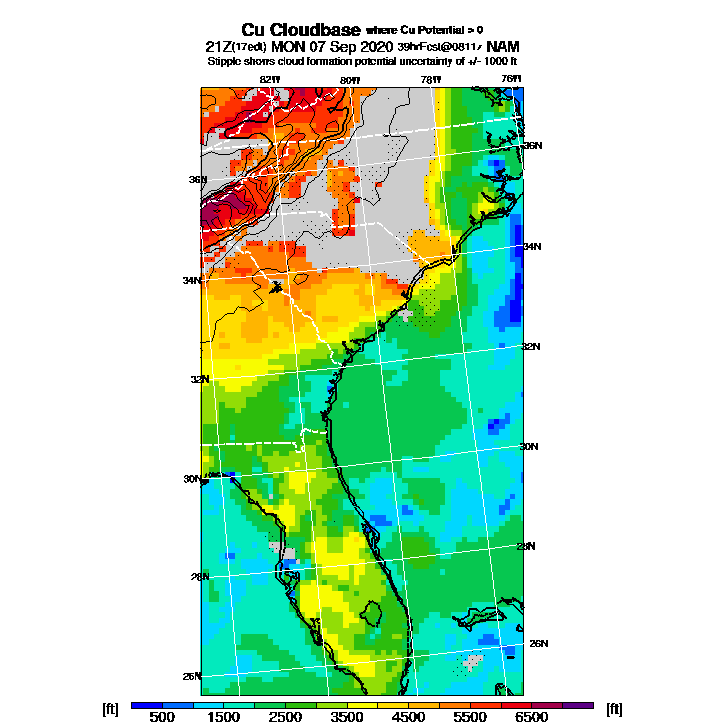 Cu Cloudbase where Cu Potential > 0
21Z(17edt) MON 07 Sep 2020 39hrFcst@0811z NAM
Stipple shows cloud formation potential uncertainty of +/- 1000 ft
82W 80W 78W 76W
36N
36N
34N
34N
32N
32N
30N
30N
28N
28N
26N
26N
[ft] [ft]
500 1500 2500 3500 4500 5500 6500